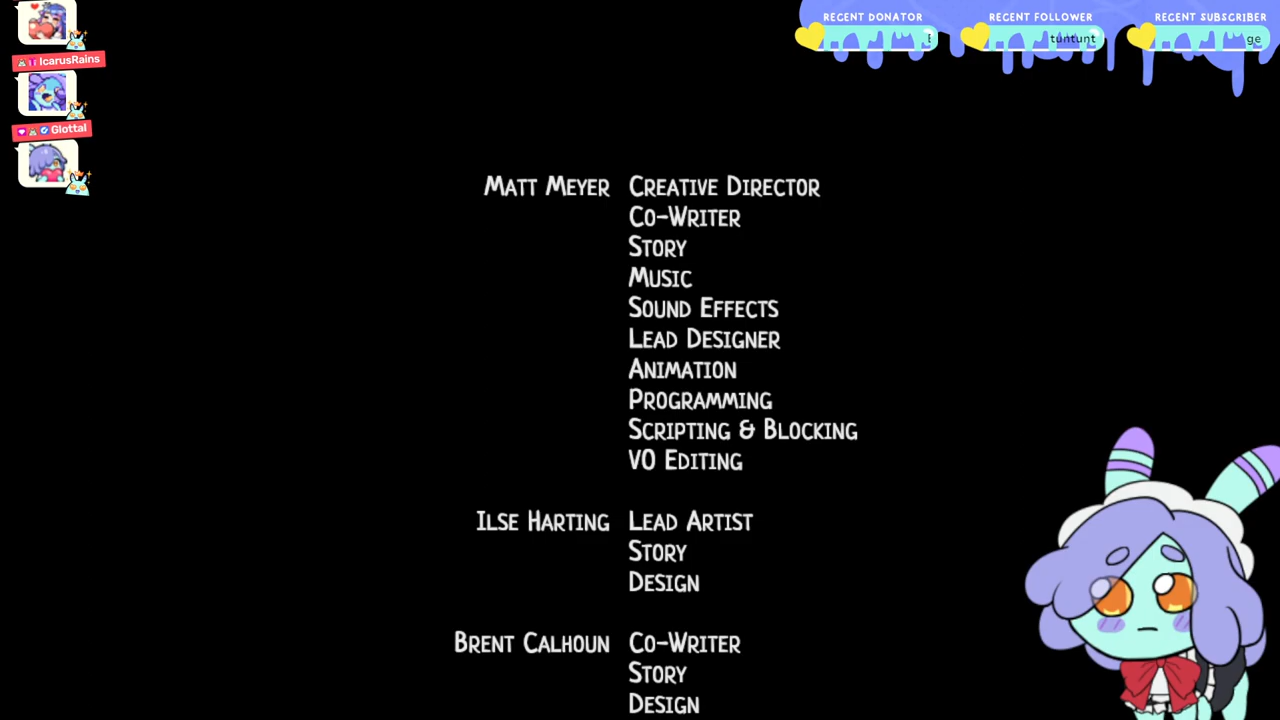 RECENT DONATOR
RECENT FOLLOWER
RECENT SUBSCRIBER
!
tuntunt
ge
IcarusRains
Glottal
MATT MEYER CREATIVE DIRECTOR
CO-WRITER
STORY
MUSIC
SOUND EFFECTS
LEAD DESIGNER
ANIMATION
PROGRAMMING
SCRIPTING & BLOCKING
VO EDITING
ILSE HARTING LEAD ARTIST
STORY
DESIGN
BRENT CALHOUN CO-WRITER
STORY
DESIGN